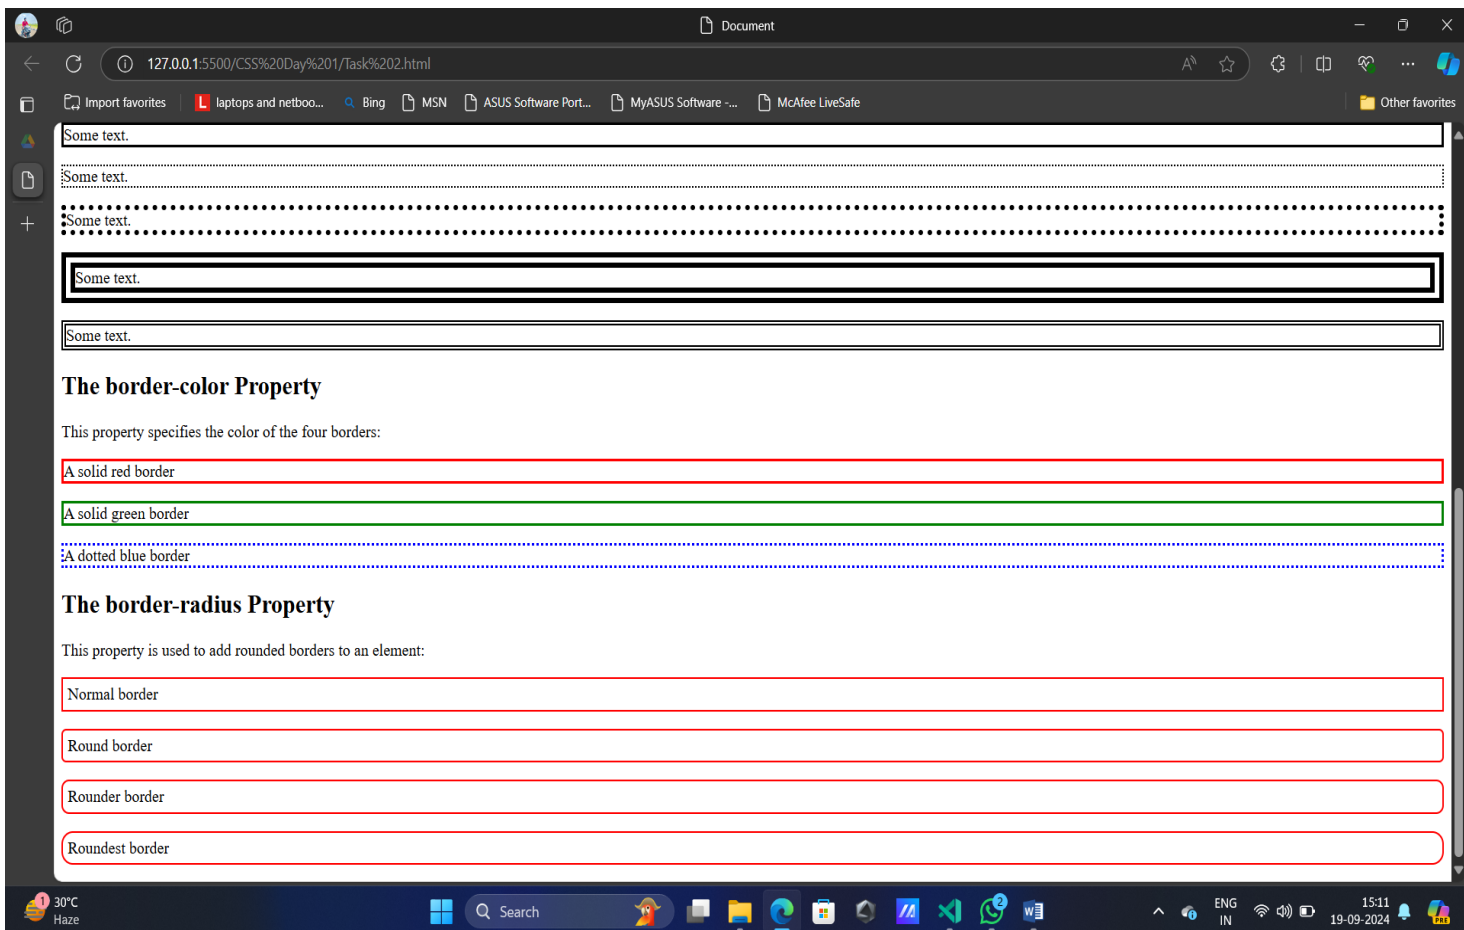 Document
127.0.0.1:5500/CSS%20Day%201/Task%202.html
Import favorites
L laptops and netboo...
Bing
MSN
ASUS Software Port...
MyASUS Software -...
McAfee LiveSafe
Other favorites
Some text.
Some text.
Some text.
Some text.
Some text.
The border-color Property
This property specifies the color of the four borders:
A solid red border
A solid green border
A dotted blue border
The border-radius Property
This property is used to add rounded borders to an element:
Normal border
Round border
Rounder border
Roundest border
1
30°C
Haze
Search
2
ENG
IN
15:11
19-09-2024
PRE